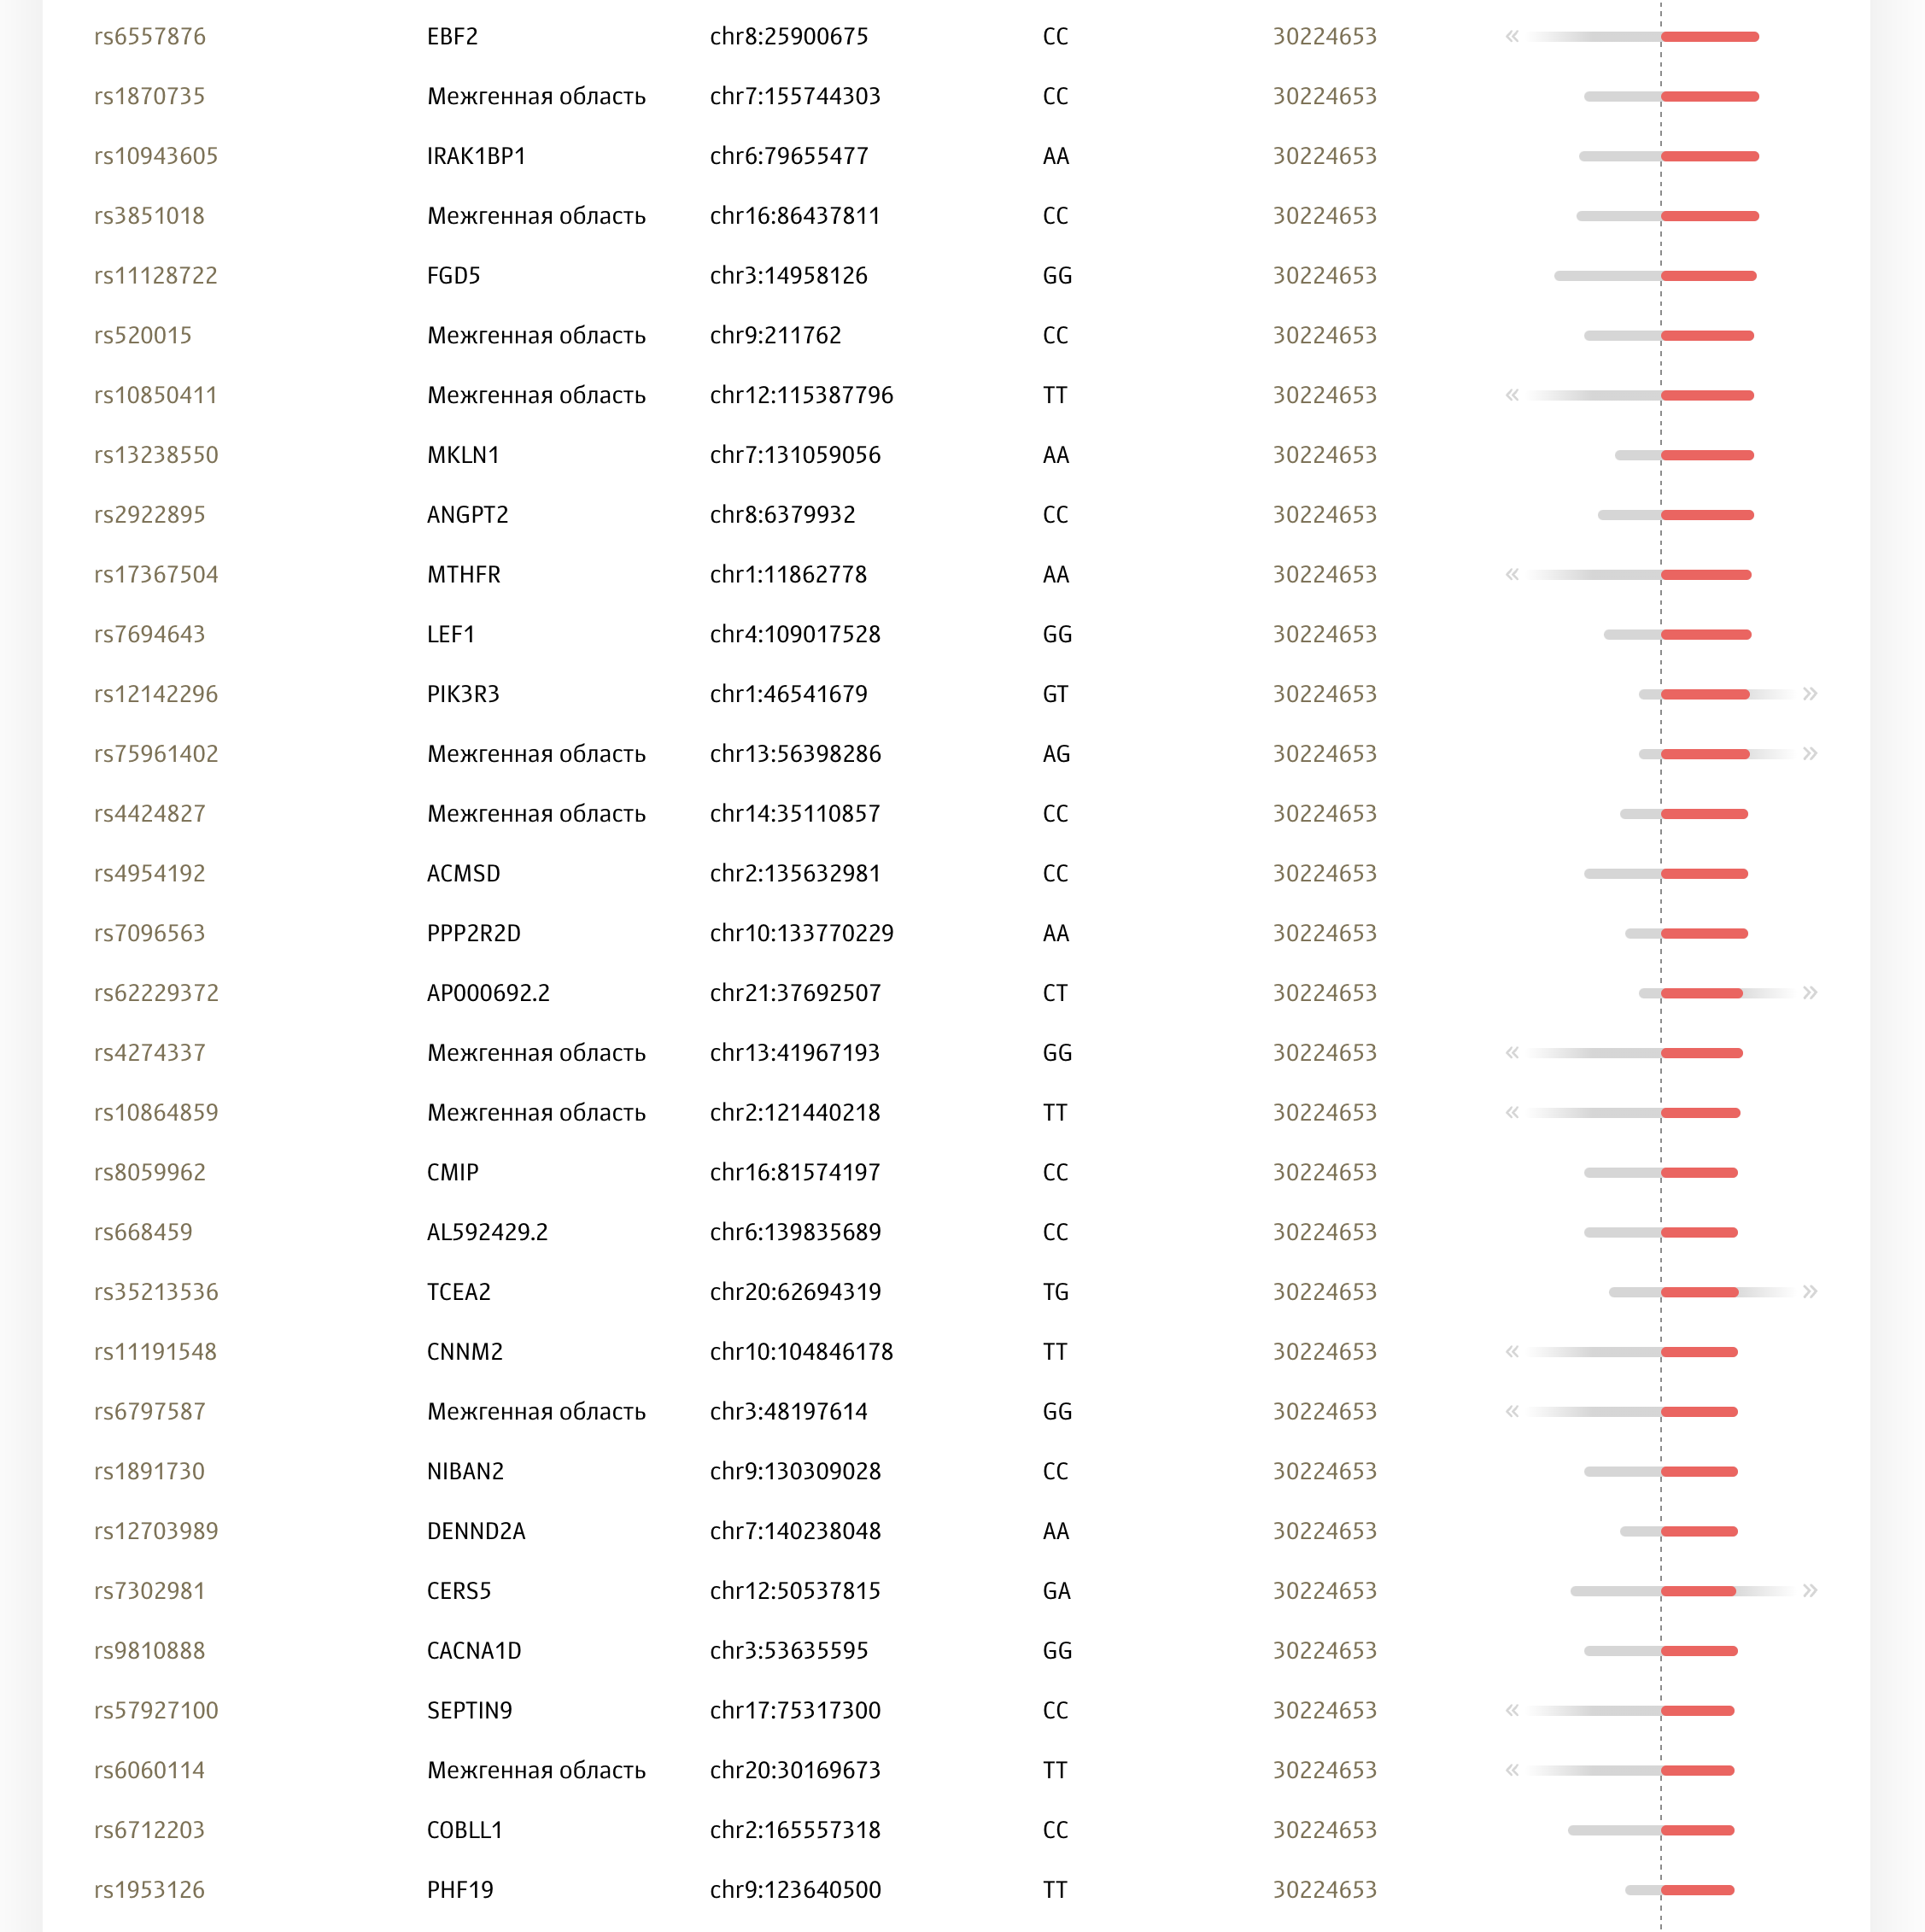 rs6557876 EBF2 chr8:25900675 CC 30224653 «
rs1870735 Межгенная область chr7:155744303 CC 30224653
rs10943605 IRAK1BP1 chr6:79655477 AA 30224653
rs3851018 Межгенная область chr16:86437811 CC 30224653
rs11128722 FGD5 chr3:14958126 GG 30224653
rs520015 Межгенная область chr9:211762 CC 30224653
rs10850411 Межгенная область chr12:115387796 TT 30224653 «
rs13238550 MKLN1 chr7:131059056 AA 30224653
rs2922895 ANGPT2 chr8:6379932 CC 30224653
rs17367504 MTHFR chr1:11862778 AA 30224653 «
rs7694643 LEF1 chr4:109017528 GG 30224653
rs12142296 PIK3R3 chr1:46541679 GT 30224653 »
rs75961402 Межгенная область chr13:56398286 AG 30224653 »
rs4424827 Межгенная область chr14:35110857 CC 30224653
rs4954192 ACMSD chr2:135632981 CC 30224653
rs7096563 PPP2R2D chr10:133770229 AA 30224653
rs62229372 AP000692.2 chr21:37692507 CT 30224653 »
rs4274337 Межгенная область chr13:41967193 GG 30224653 «
rs10864859 Межгенная область chr2:121440218 TT 30224653 «
rs8059962 CMIP chr16:81574197 CC 30224653
rs668459 AL592429.2 chr6:139835689 CC 30224653
rs35213536 TCEA2 chr20:62694319 TG 30224653 »
rs11191548 CNNM2 chr10:104846178 TT 30224653 «
rs6797587 Межгенная область chr3:48197614 GG 30224653 «
rs1891730 NIBAN2 chr9:130309028 CC 30224653
rs12703989 DENND2A chr7:140238048 AA 30224653
rs7302981 CERS5 chr12:50537815 GA 30224653 »
rs9810888 CACNA1D chr3:53635595 GG 30224653
rs57927100 SEPTIN9 chr17:75317300 CC 30224653 «
rs6060114 Межгенная область chr20:30169673 TT 30224653 «
rs6712203 COBLL1 chr2:165557318 CC 30224653
rs1953126 PHF19 chr9:123640500 TT 30224653